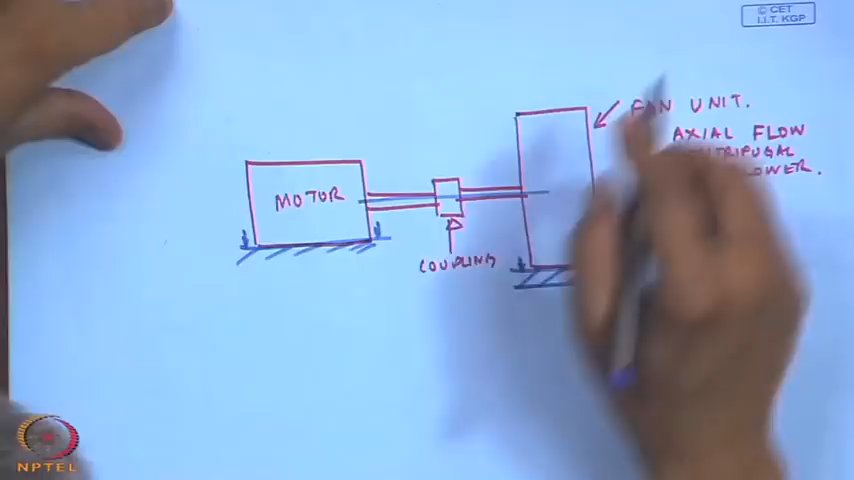 © CET
I.I.T. KGP
FAN UNIT.
AXIAL FLOW
MOTOR
COUPLING
NPTEL